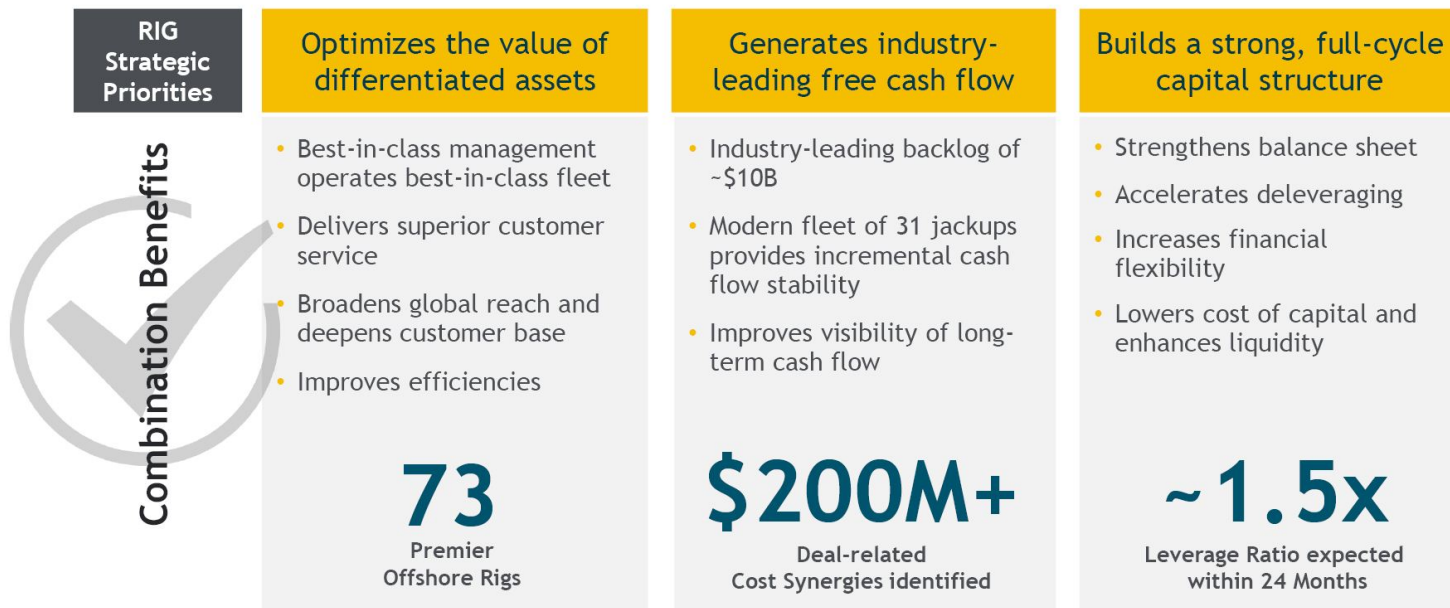 RIG
Strategic
Priorities
Combination Benefits
Optimizes the value of
differentiated assets
• Best-in-class management
operates best-in-class fleet
• Delivers superior customer
service
• Broadens global reach and
deepens customer base
• Improves efficiencies
73
Premier
Offshore Rigs
Generates industry-
leading free cash flow
• Industry-leading backlog of
~$10B
• Modern fleet of 31 jackups
provides incremental cash
flow stability
• Improves visibility of long-
term cash flow
$200M+
Deal-related
Cost Synergies identified
Builds a strong, full-cycle
capital structure
• Strengthens balance sheet
• Accelerates deleveraging
• Increases financial
flexibility
• Lowers cost of capital and
enhances liquidity
~1.5x
Leverage Ratio expected
within 24 Months